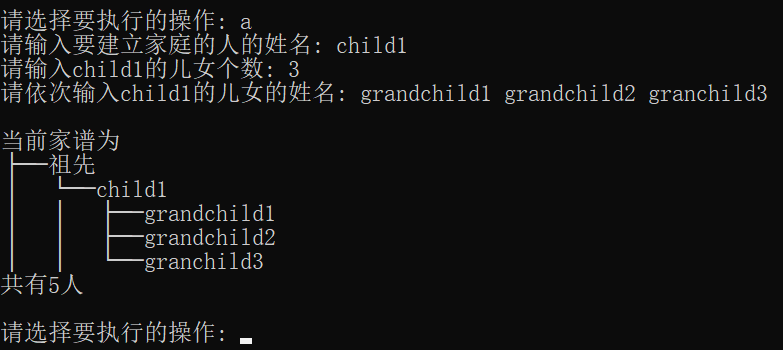 请选择要执行的操作: a
请输入要建立家庭的人的姓名: child1
请输入child1的儿女个数: 3
请依次输入child1的儿女的姓名: grandchild1 grandchild2 granchild3
当前家谱为
├──祖先
│   └──child1
│   │   ├──grandchild1
│   │   ├──grandchild2
│   │   └──granchild3
共有5人
请选择要执行的操作: